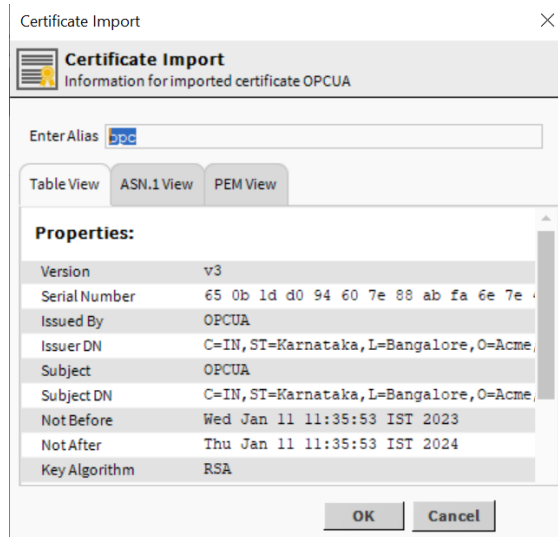 Certificate Import
Certificate Import
Information for imported certificate OPCUA
Enter Alias opc
Table View ASN.1 View PEM View
Properties:
Version v3
Serial Number 65 0b 1d d0 94 60 7e 88 ab fa 6e 7e
Issued By OPCUA
Issuer DN C=IN,ST=Karnataka,L=Bangalore,O=Acme,
Subject OPCUA
Subject DN C=IN,ST=Karnataka,L=Bangalore,O=Acme,
Not Before Wed Jan 11 11:35:53 IST 2023
Not After Thu Jan 11 11:35:53 IST 2024
Key Algorithm RSA
OK Cancel